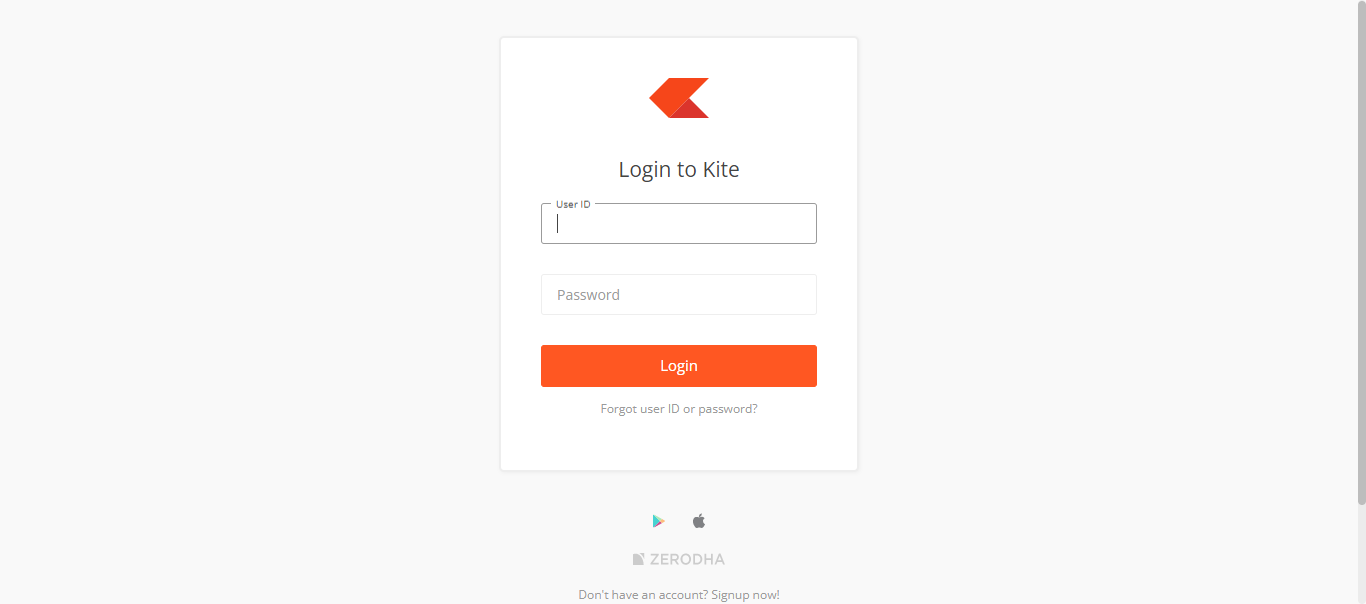 Login to Kite
User ID
Password
Login
Forgot user ID or password?
ZERODHA
Don't have an account? Signup now!